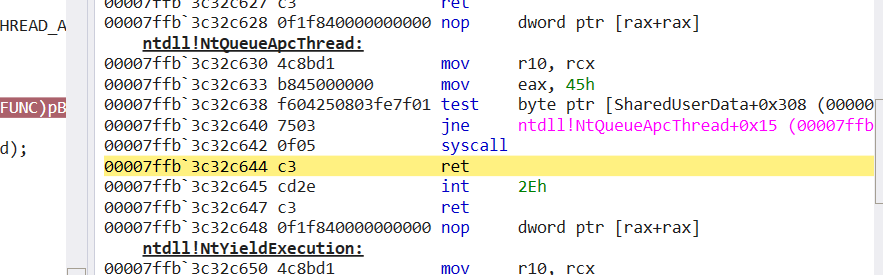 00007ffb`3c32c627 c3 ret
00007ffb`3c32c628 0f1f840000000000 nop dword ptr [rax+rax]
HREAD_A
ntdll!NtQueueApcThread:
00007ffb`3c32c630 4c8bd1 mov r10, rcx
00007ffb`3c32c633 b845000000 mov eax, 45h
FUNC)pB
00007ffb`3c32c638 f604250803fe7f01 test byte ptr [SharedUserData+0x308 (00000
00007ffb`3c32c640 7503 jne ntdll!NtQueueApcThread+0x15 (00007ffb
d);
00007ffb`3c32c642 0f05 syscall
00007ffb`3c32c644 c3 ret
00007ffb`3c32c645 cd2e int 2Eh
00007ffb`3c32c647 c3 ret
00007ffb`3c32c648 0f1f840000000000 nop dword ptr [rax+rax]
ntdll!NtYieldExecution:
00007ffb`3c32c650 4c8bd1 mov r10, rcx